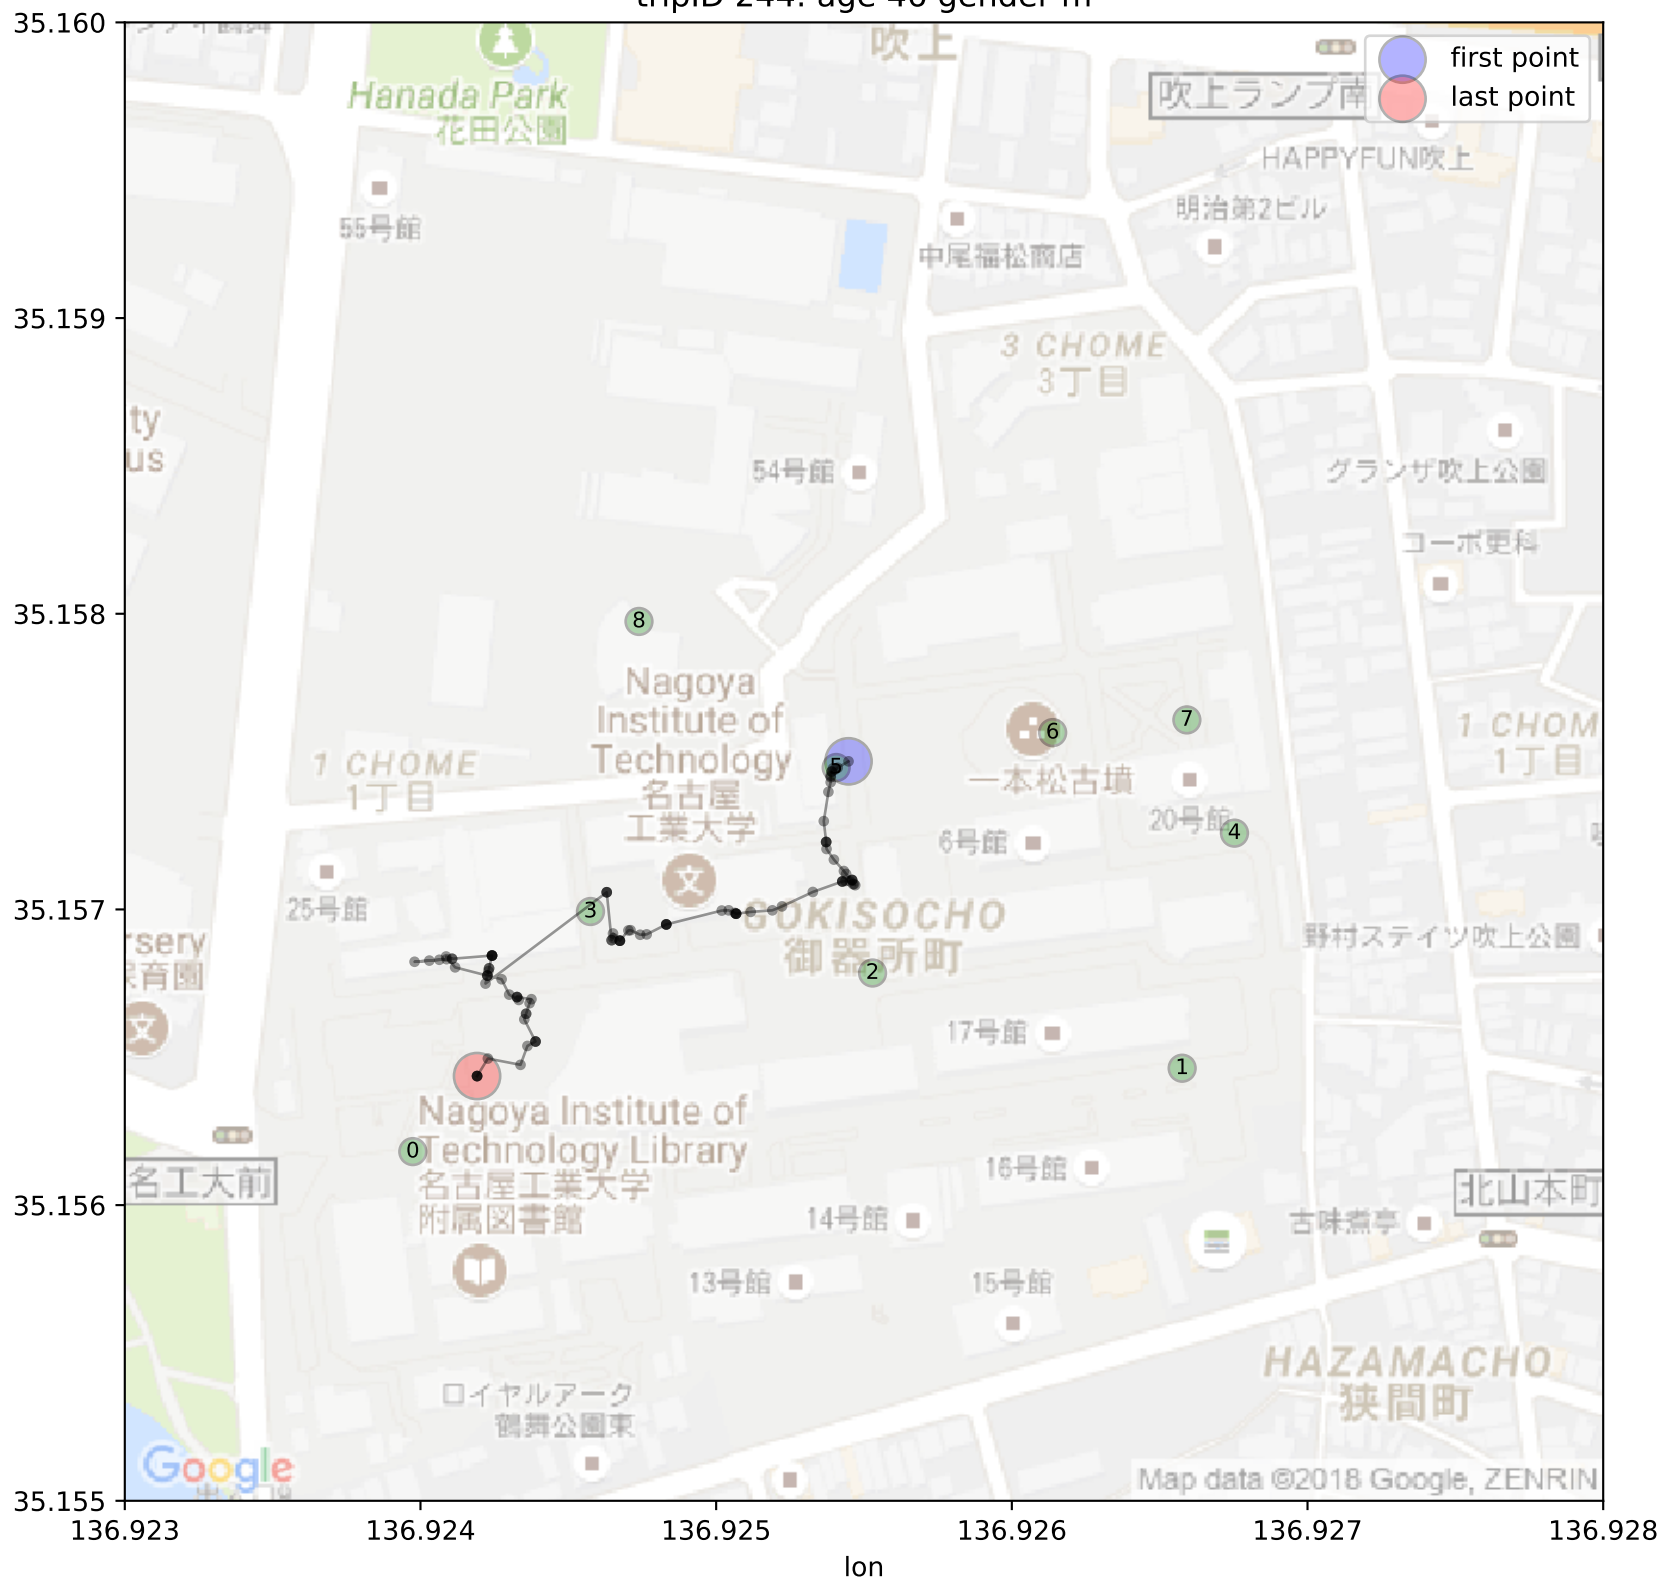 35.160
35.159
35.158
35.157
35.156
35.155
136.923
136.924
136.925
136.926
136.927
136.928
lon
first point
last point
吹上
Hanada Park
花田公園
吹上ランプ南
HAPPYFUN吹上
明治第2ビル
55号館
中尾福松商店
3 CHOME
3丁目
ty
us
54号館
グランザ吹上公園
コーポ更科
8
Nagoya
Institute of
Technology
名古屋
工業大学
7
6
5
1 CHOM
1丁目
1 CHOME
1丁目
一本松古墳
20号館
4
6号館
25号館
3
GOKISOCHO
御器所町
野村ステイツ吹上公園
rsery
育園
2
17号館
1
Nagoya Institute of
Technology Library
名古屋工業大学
附属図書館
0
名工大前
16号館
北山本町
古味煮亭
14号館
13号館
15号館
HAZAMACHO
狭間町
ロイヤルアーク
鶴舞公園東
Google
Map data ©2018 Google, ZENRIN